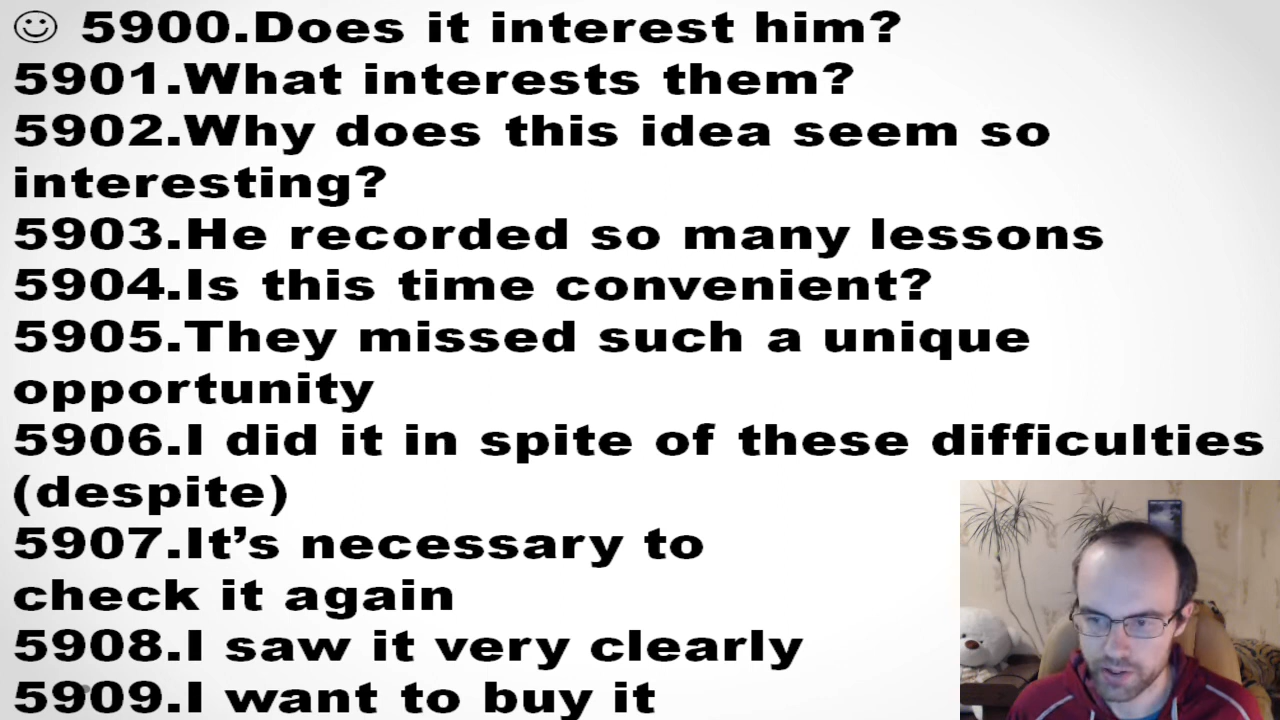 ☺ 5900.Does it interest him?
5901.What interests them?
5902.Why does this idea seem so
interesting?
5903.He recorded so many lessons
5904.Is this time convenient?
5905.They missed such a unique
opportunity
5906.I did it in spite of these difficulties
(despite)
5907.It’s necessary to
check it again
5908.I saw it very clearly
5909.I want to buy it